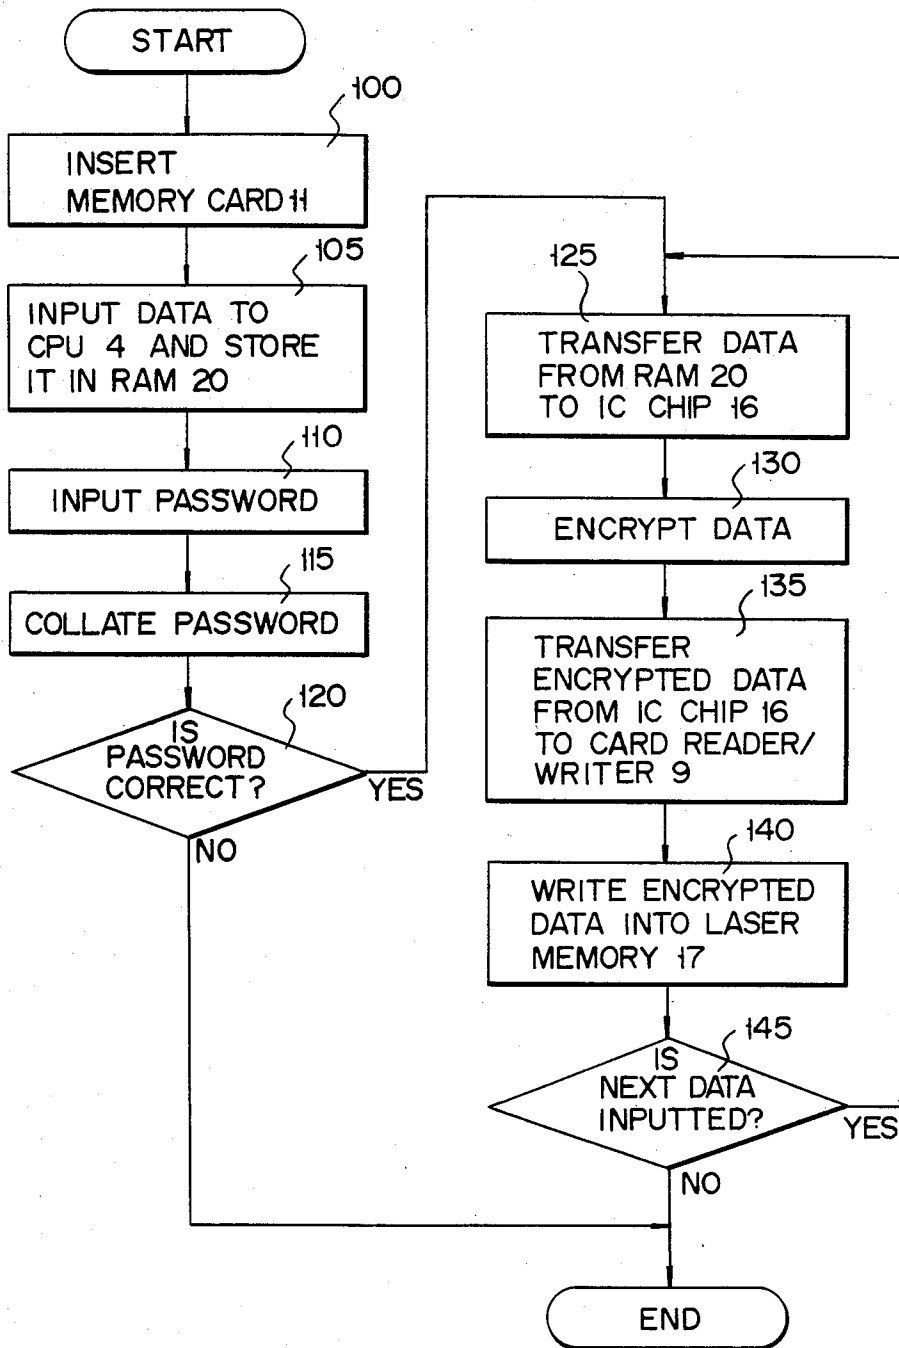 START
100
INSERT
MEMORY CARD 11
105
INPUT DATA TO
CPU 4 AND STORE
IT IN RAM 20
110
INPUT PASSWORD
115
COLLATE PASSWORD
120
IS
PASSWORD
CORRECT?
YES
NO
125
TRANSFER DATA
FROM RAM 20
TO IC CHIP 16
130
ENCRYPT DATA
135
TRANSFER
ENCRYPTED DATA
FROM IC CHIP 16
TO CARD READER/
WRITER 9
140
WRITE ENCRYPTED
DATA INTO LASER
MEMORY 17
145
IS
NEXT DATA
INPUTTED?
YES
NO
END